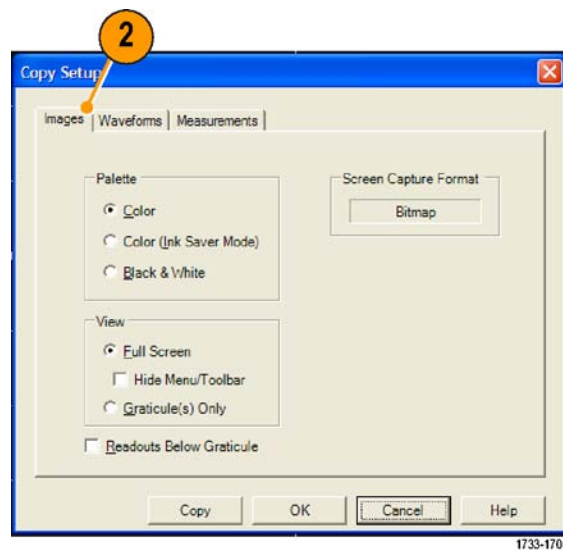 2
Copy Setup
Images Waveforms Measurements
Palette
Color
Color (Ink Saver Mode)
Black & White
Screen Capture Format
Bitmap
View
Full Screen
Hide Menu/Toolbar
Graticule(s) Only
Readouts Below Graticule
Copy OK Cancel Help
1733-170